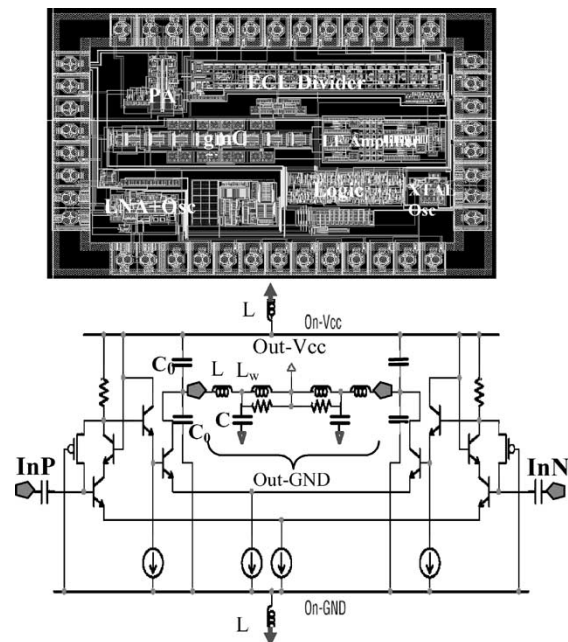 PA
ECL Divider
LF Amplifier
LNA+Osc
Logic
XTAL
Osc
L
On-Vcc
Out-Vcc
C0
L
Lw
C
C0
InP
InN
Out-GND
L
On-GND